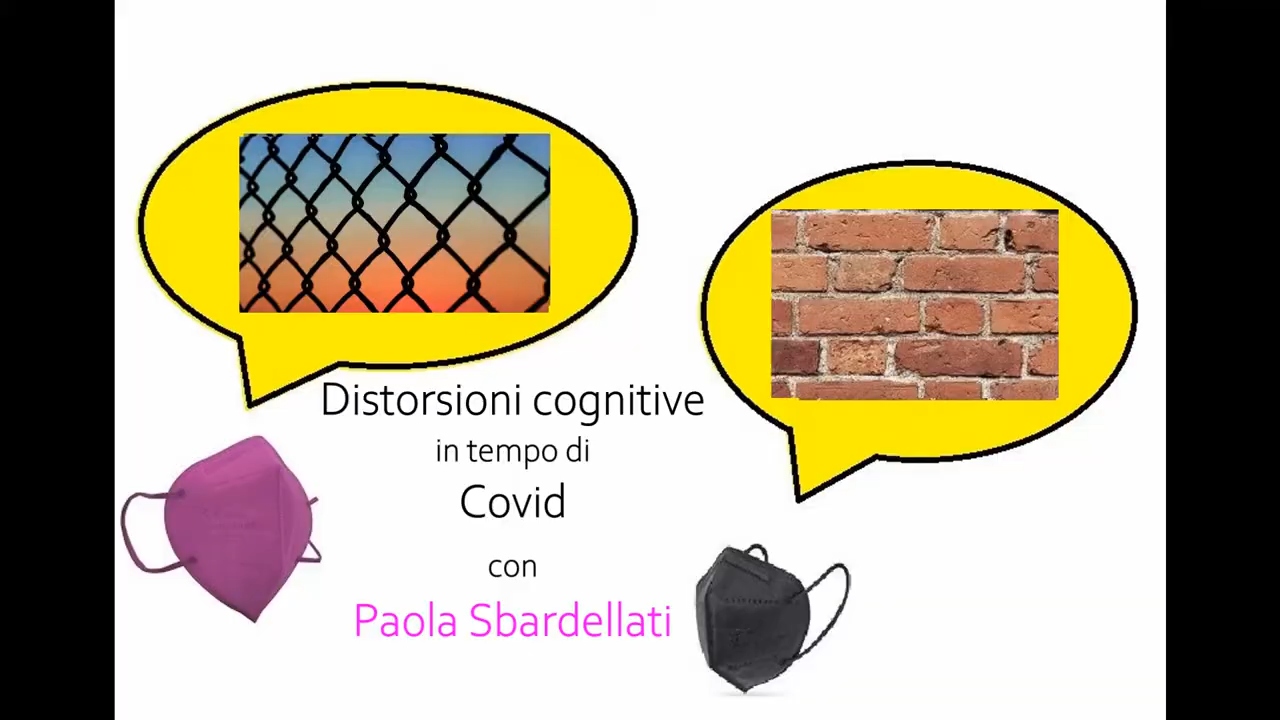 Distorsioni cognitive
in tempo di
Covid
con
Paola Sbardellati